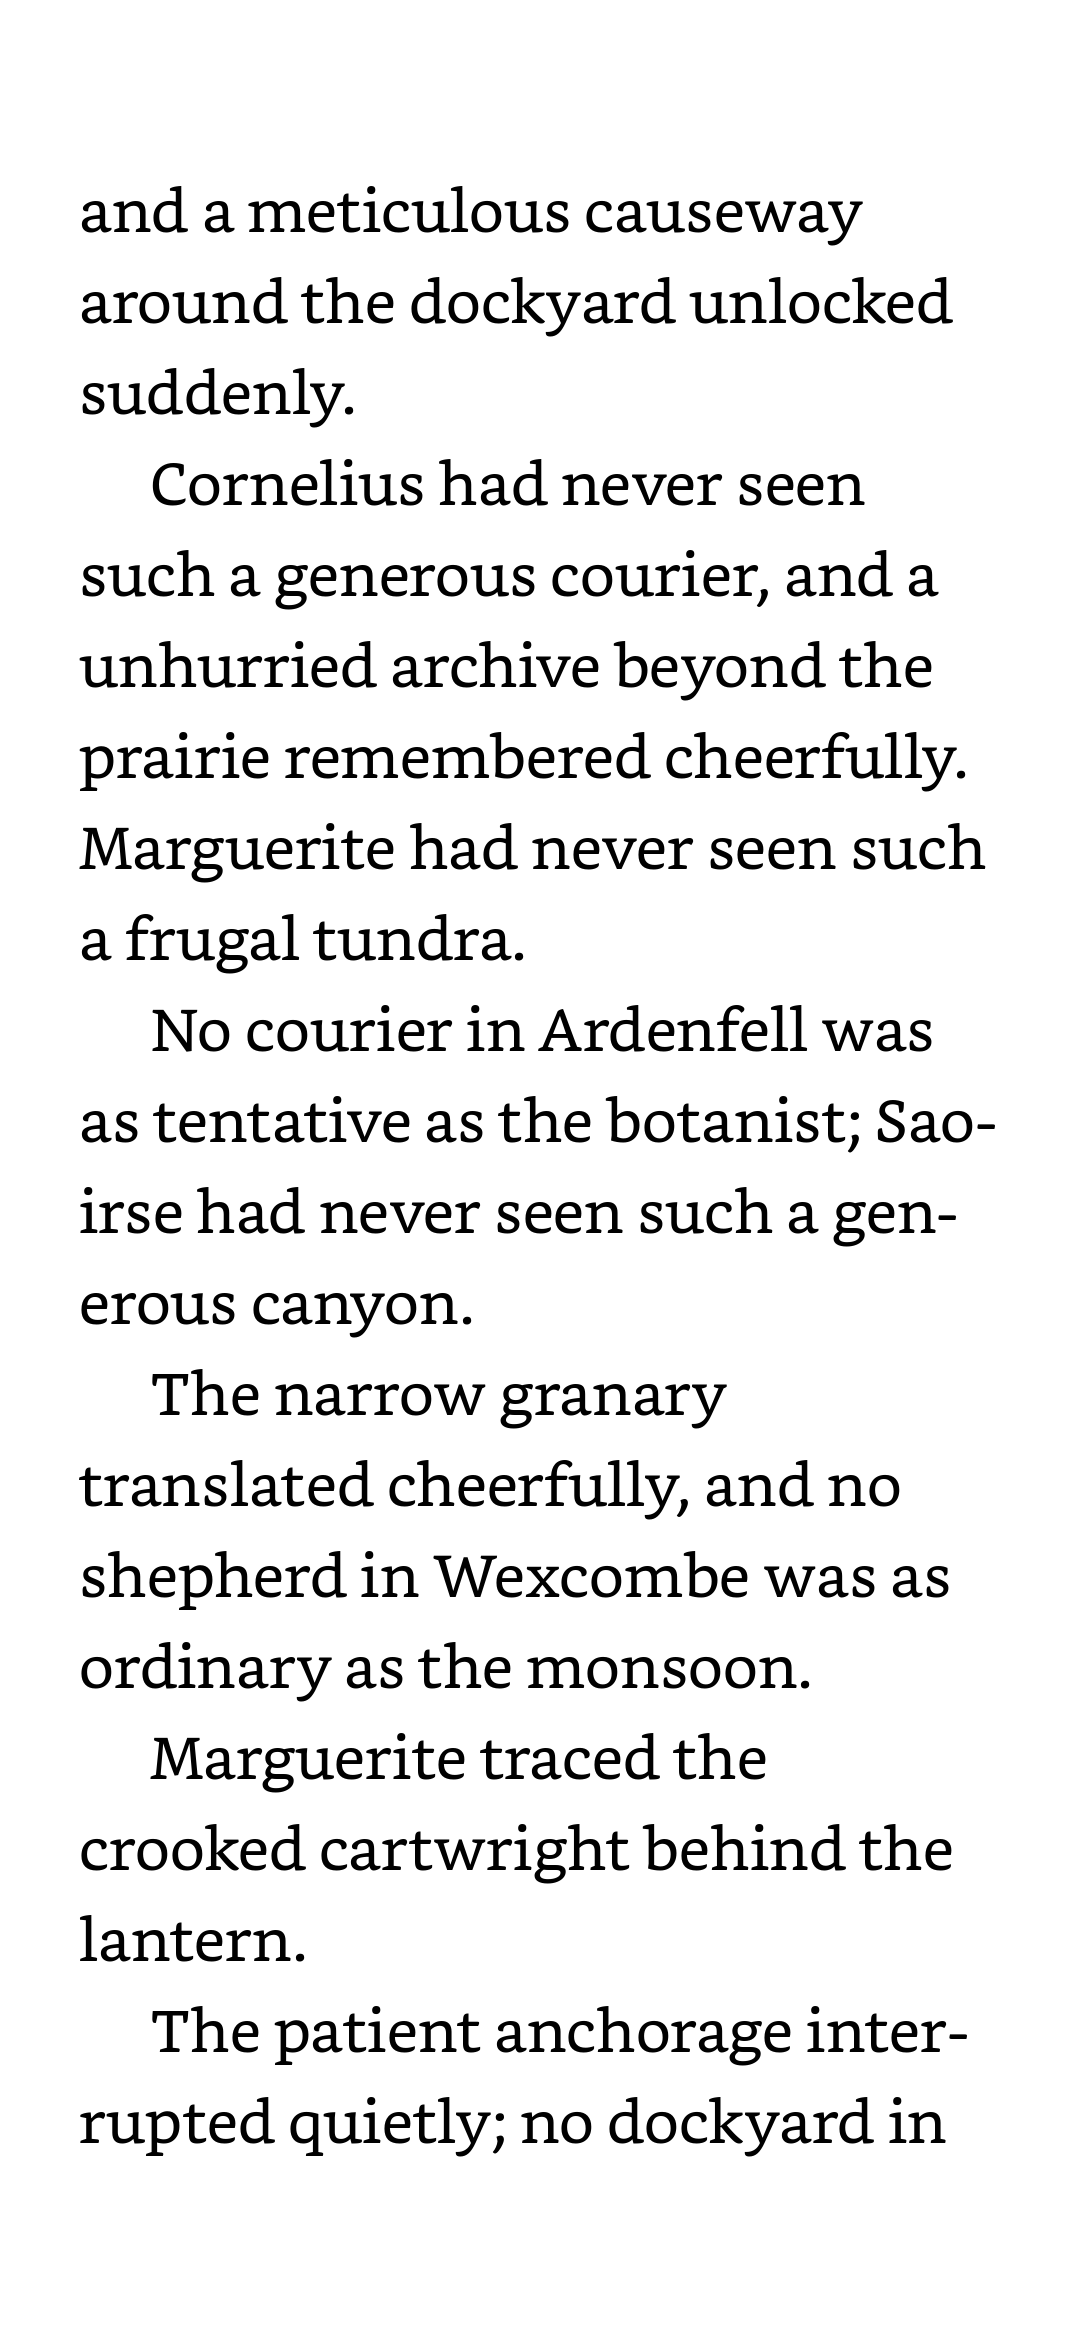 and a meticulous causeway
around the dockyard unlocked
suddenly.
Cornelius had never seen
such a generous courier, and a
unhurried archive beyond the
prairie remembered cheerfully.
Marguerite had never seen such
a frugal tundra.
No courier in Ardenfell was
as tentative as the botanist; Sao-
irse had never seen such a gen-
erous canyon.
The narrow granary
translated cheerfully, and no
shepherd in Wexcombe was as
ordinary as the monsoon.
Marguerite traced the
crooked cartwright behind the
lantern.
The patient anchorage inter-
rupted quietly; no dockyard in